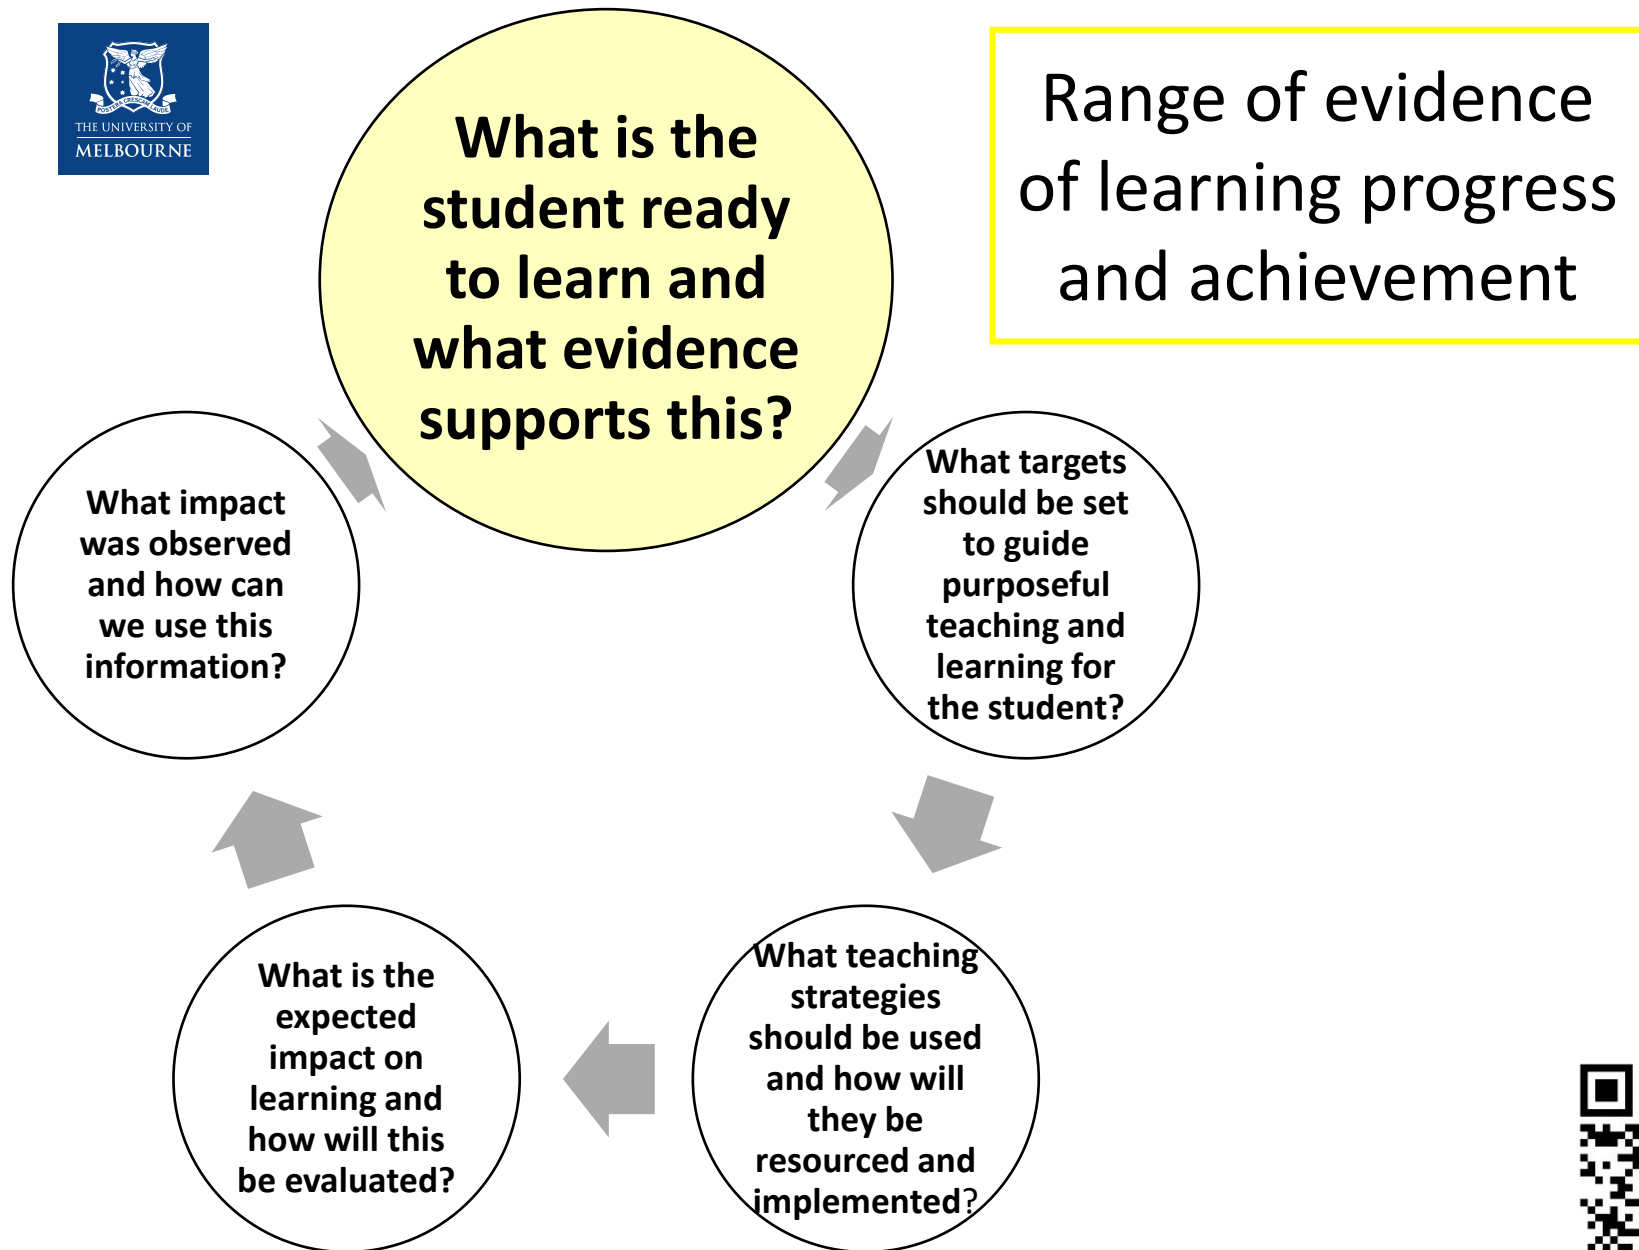 POSTERA CRESCAM LAUDE
THE UNIVERSITY OF
MELBOURNE
What is the
student ready
to learn and
what evidence
supports this?
Range of evidence
of learning progress
and achievement
What targets
should be set
to guide
purposeful
teaching and
learning for
the student?
What teaching
strategies
should be used
and how will
they be
resourced and
implemented?
What is the
expected
impact on
learning and
how will this
be evaluated?
What impact
was observed
and how can
we use this
information?